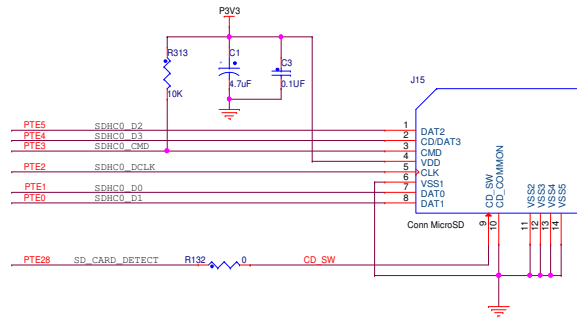 P3V3
R313
10K
C1
4.7uF
C3
0.1UF
J15
PTE5 SDHC0_D2 1 DAT2
PTE4 SDHC0_D3 2 CD/DAT3
PTE3 SDHC0_CMD 3 CMD
4 VDD
PTE2 SDHC0_DCLK 5 CLK
6 VSS1
PTE1 SDHC0_D0 7 DAT0
PTE0 SDHC0_D1 8 DAT1
CD_SW
CD_COMMON
VSS2
VSS3
VSS4
VSS5
Conn MicroSD
9
10
11
12
13
14
PTE28 SD_CARD_DETECT R132 0 CD_SW